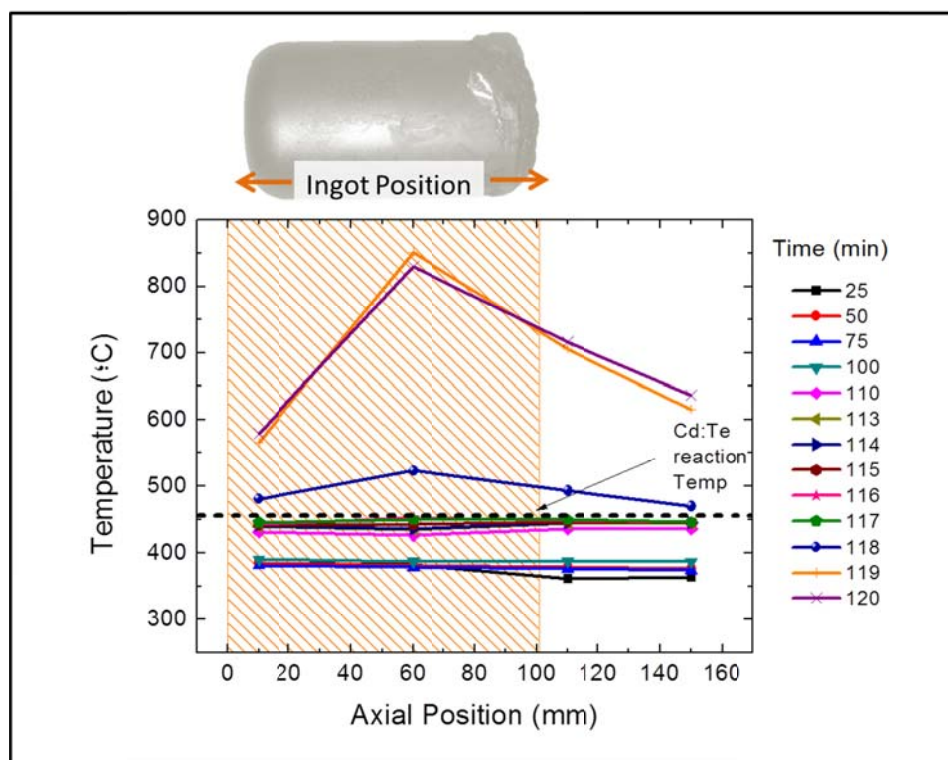 Ingot Position
900
800
700
600
500
400
300
Temperature (°C)
Cd:Te
reaction
Temp
0 20 40 60 80 100 120 140 160
Axial Position (mm)
Time (min)
25
50
75
100
110
113
114
115
116
117
118
119
120